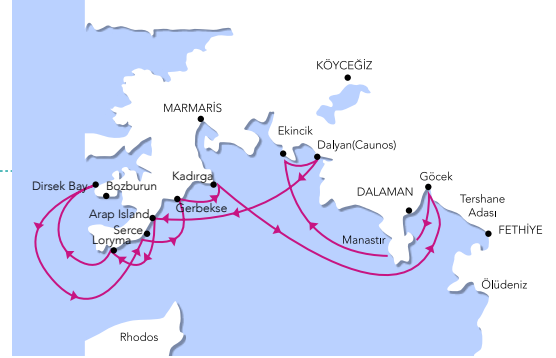 KÖYCEĞİZ
MARMARİS
Ekincik
Dalyan(Caunos)
Kadırga
Göcek
Dirsek Bay
Bozburun
DALAMAN
Tershane
Adası
Gerbekse
Arap Island
Serce
FETHİYE
Loryma
Manastır
Ölüdeniz
Rhodos